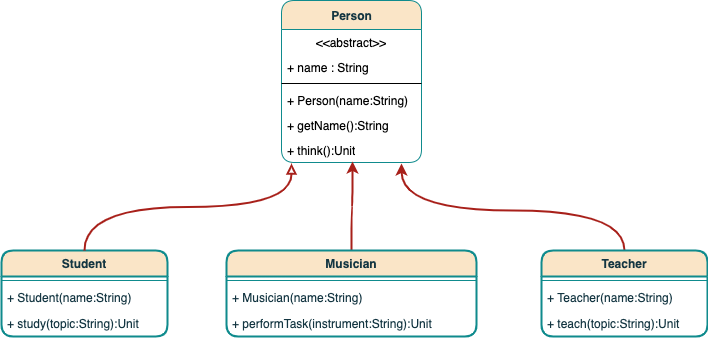 Person
<<abstract>>
+ name : String
+ Person(name:String)
+ getName():String
+ think():Unit
Student
+ Student(name:String)
+ study(topic:String):Unit
Musician
+ Musician(name:String)
+ performTask(instrument:String):Unit
Teacher
+ Teacher(name:String)
+ teach(topic:String):Unit